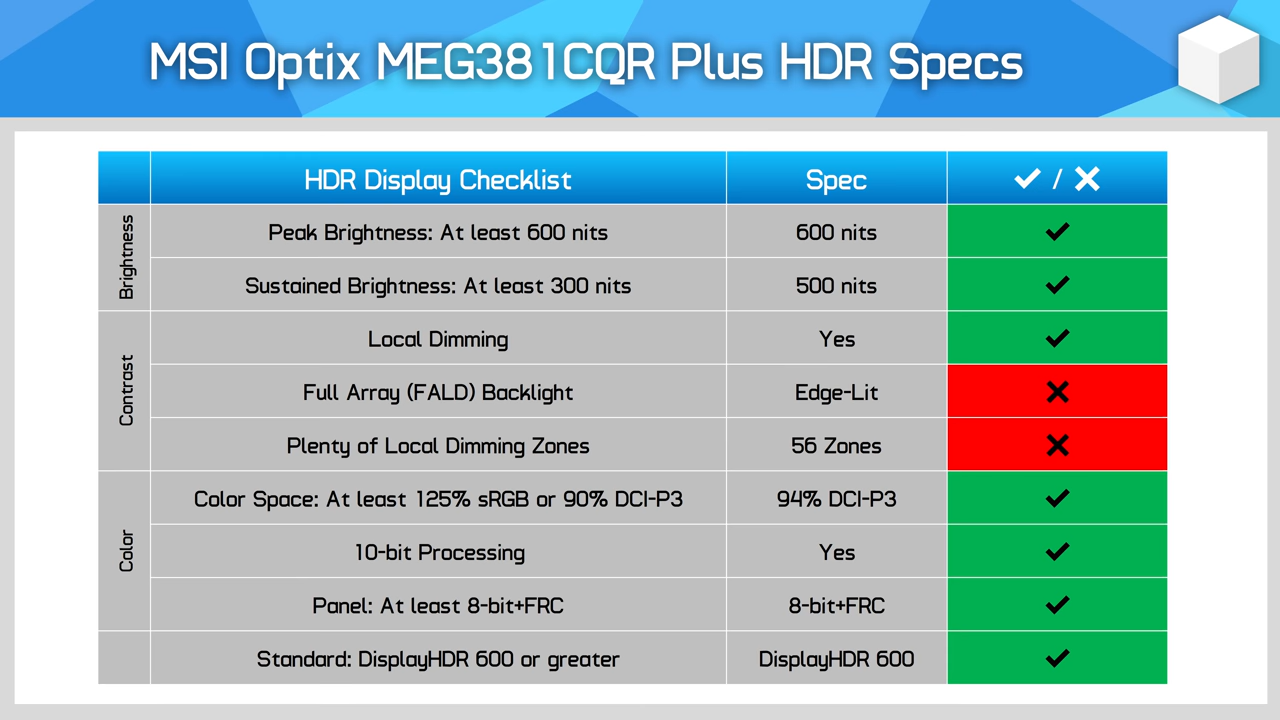 MSI Optix MEG381CQR Plus HDR Specs
HDR Display Checklist Spec ✓ / ✕
Brightness
Peak Brightness: At least 600 nits 600 nits ✓
Sustained Brightness: At least 300 nits 500 nits ✓
Contrast
Local Dimming Yes ✓
Full Array (FALD) Backlight Edge-Lit ✕
Plenty of Local Dimming Zones 56 Zones ✕
Color
Color Space: At least 125% sRGB or 90% DCI-P3 94% DCI-P3 ✓
10-bit Processing Yes ✓
Panel: At least 8-bit+FRC 8-bit+FRC ✓
Standard: DisplayHDR 600 or greater DisplayHDR 600 ✓